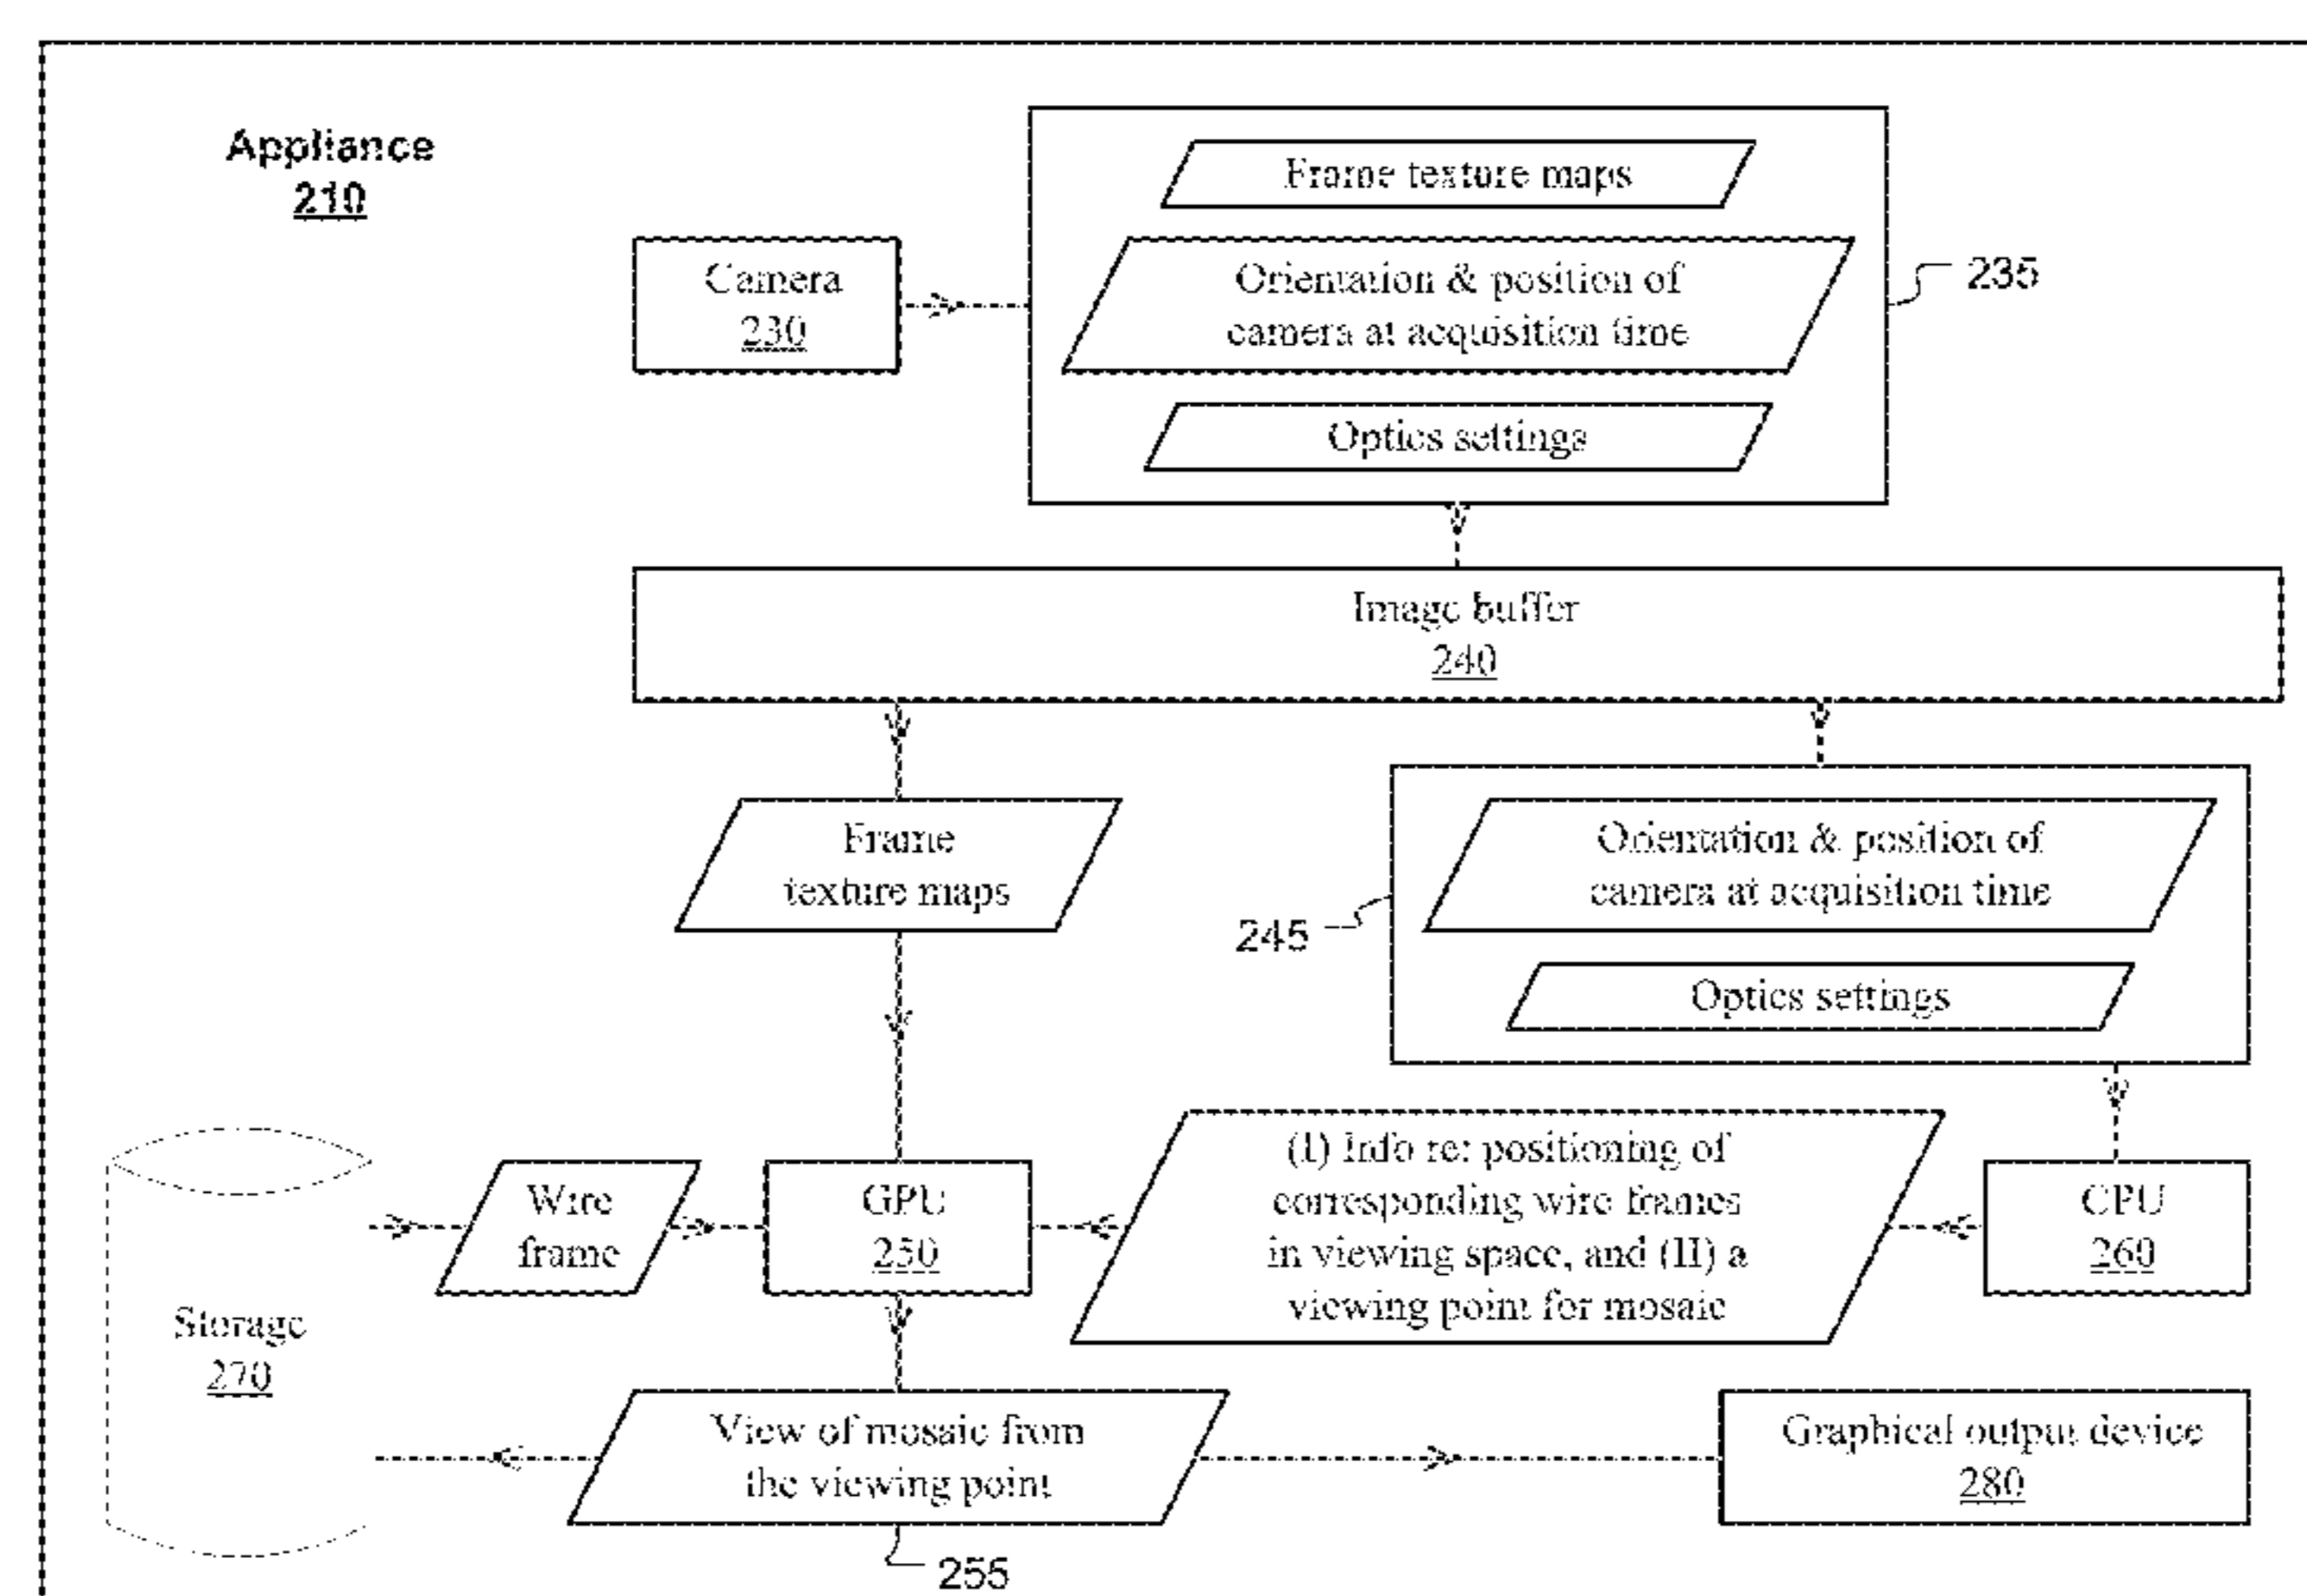 Appliance
210
Frame texture maps
Camera
230
Orientation & position of
camera at acquisition time
235
Optics settings
Image buffer
240
Frame
texture maps
Orientation & position of
camera at acquisition time
245
Optics settings
Wire
frame
GPU
250
(I) Info re: positioning of
corresponding wire frames
in viewing space, and (II) a
viewing point for mosaic
CPU
260
Storage
270
View of mosaic from
the viewing point
Graphical output device
280
255